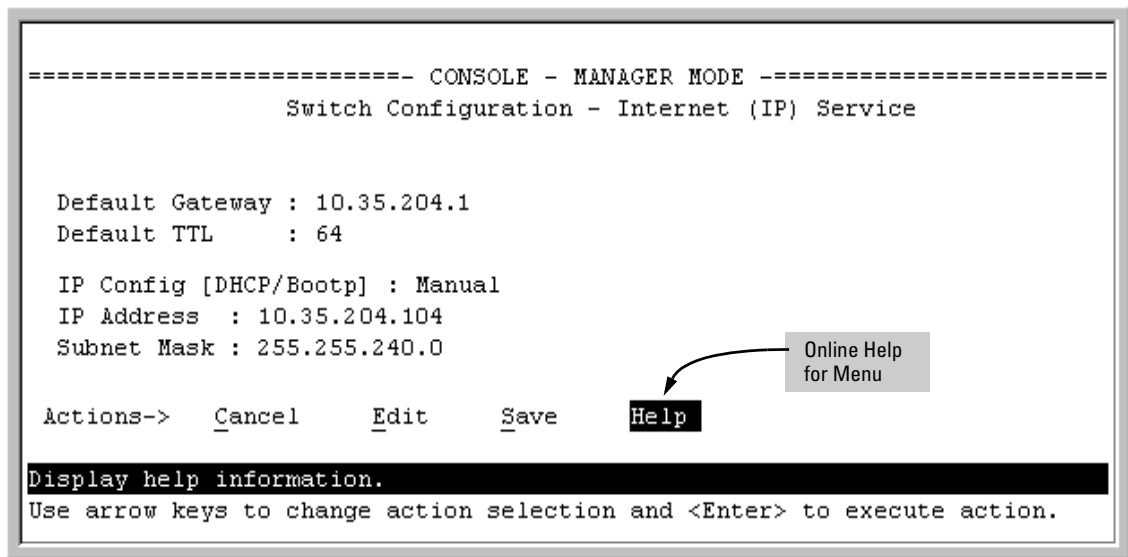 ==========================- CONSOLE - MANAGER MODE -=======================
Switch Configuration - Internet (IP) Service
Default Gateway : 10.35.204.1
Default TTL : 64
IP Config [DHCP/Bootp] : Manual
IP Address : 10.35.204.104
Subnet Mask : 255.255.240.0
Online Help
for Menu
Actions-> Cancel Edit Save Help
Display help information.
Use arrow keys to change action selection and <Enter> to execute action.